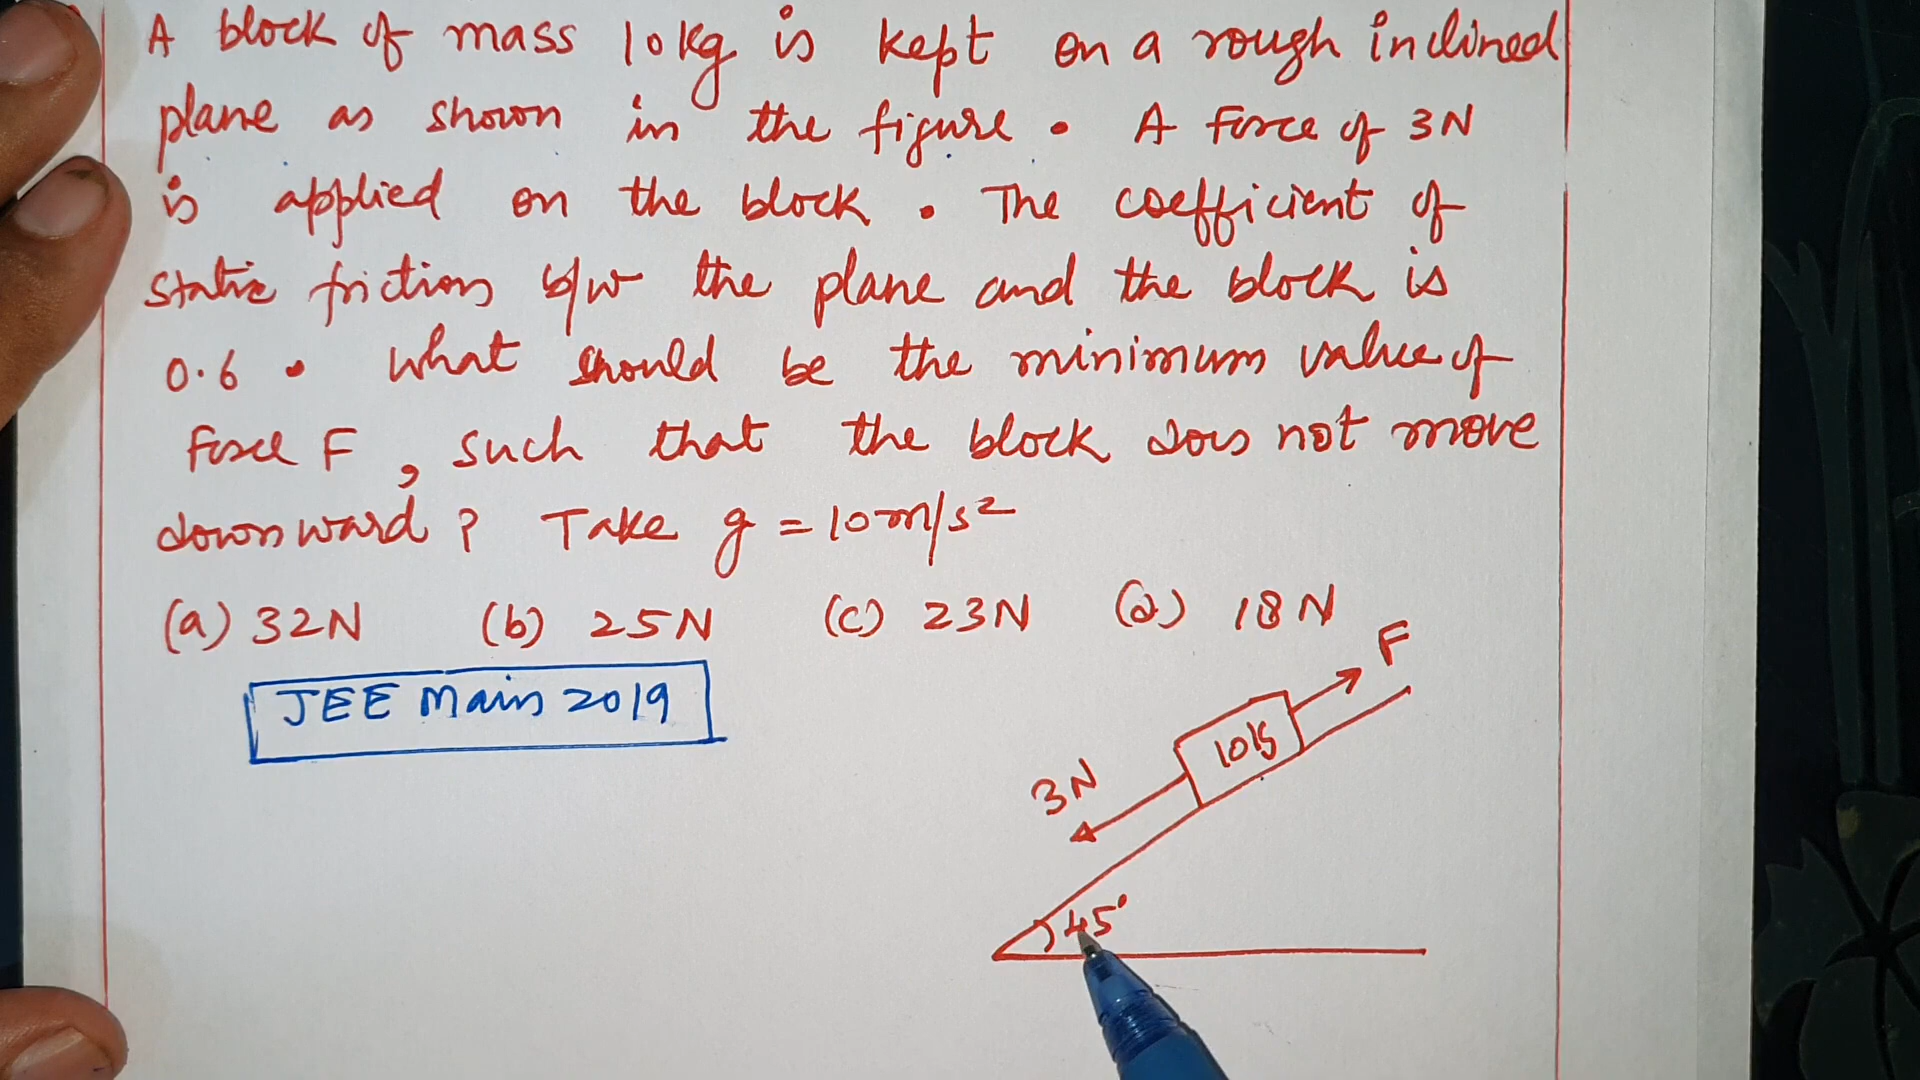 A block of mass 10kg is kept on a rough inclined
plane as shown in the figure. A force of 3N
is applied on the block. The coefficient of
static friction b/w the plane and the block is
0.6. What should be the minimum value of
force F, such that the block does not move
downward? Take g = 10 m/s²
(a) 32N (b) 25N (c) 23N (d) 18N
JEE Main 2019
F
10kg
3N
45°